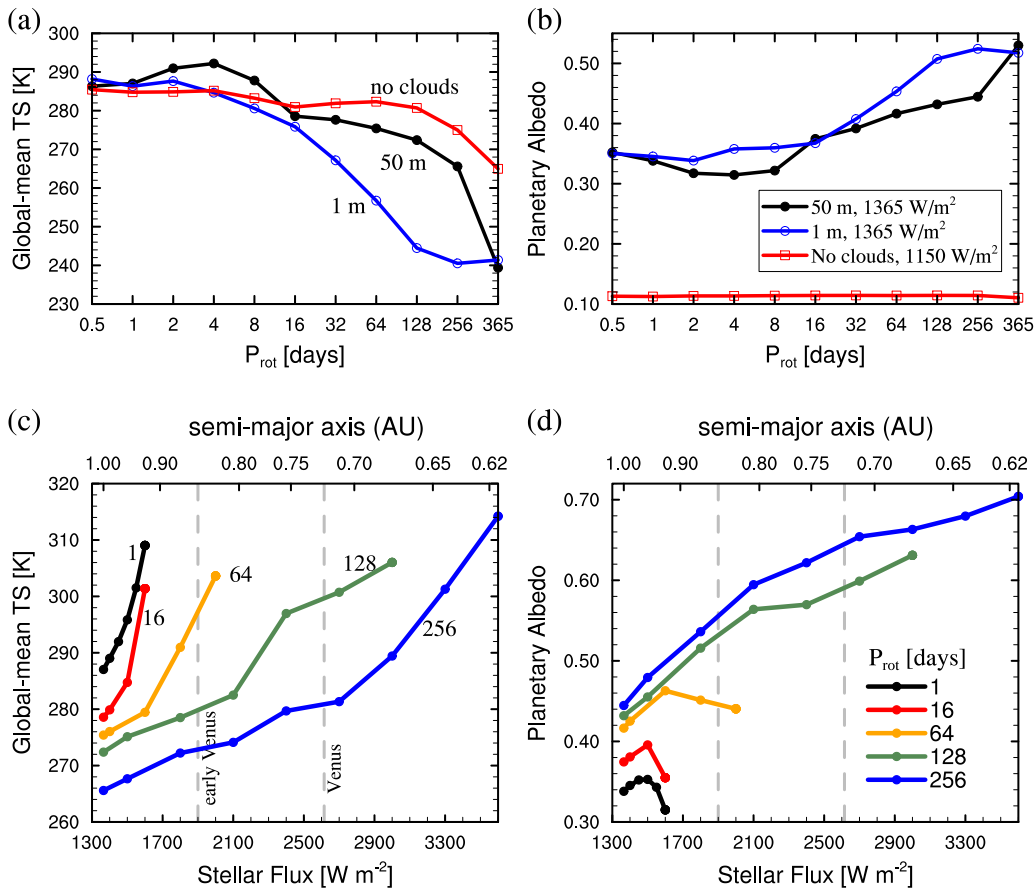 (a)
Global-mean TS [K]
300
290
280
270
260
250
240
230
no clouds
50 m
1 m
0.5 1 2 4 8 16 32 64 128 256 365
P_rot [days]
(b)
Planetary Albedo
0.50
0.40
0.30
0.20
0.10
50 m, 1365 W/m²
1 m, 1365 W/m²
No clouds, 1150 W/m²
0.5 1 2 4 8 16 32 64 128 256 365
P_rot [days]
(c)
semi-major axis (AU)
1.00 0.90 0.80 0.75 0.70 0.65 0.62
Global-mean TS [K]
320
310
300
290
280
270
260
1
16
64
128
256
early Venus
Venus
1300 1700 2100 2500 2900 3300
Stellar Flux [W m⁻²]
(d)
semi-major axis (AU)
1.00 0.90 0.80 0.75 0.70 0.65 0.62
Planetary Albedo
0.70
0.60
0.50
0.40
0.30
P_rot [days]
1
16
64
128
256
1300 1700 2100 2500 2900 3300
Stellar Flux [W m⁻²]